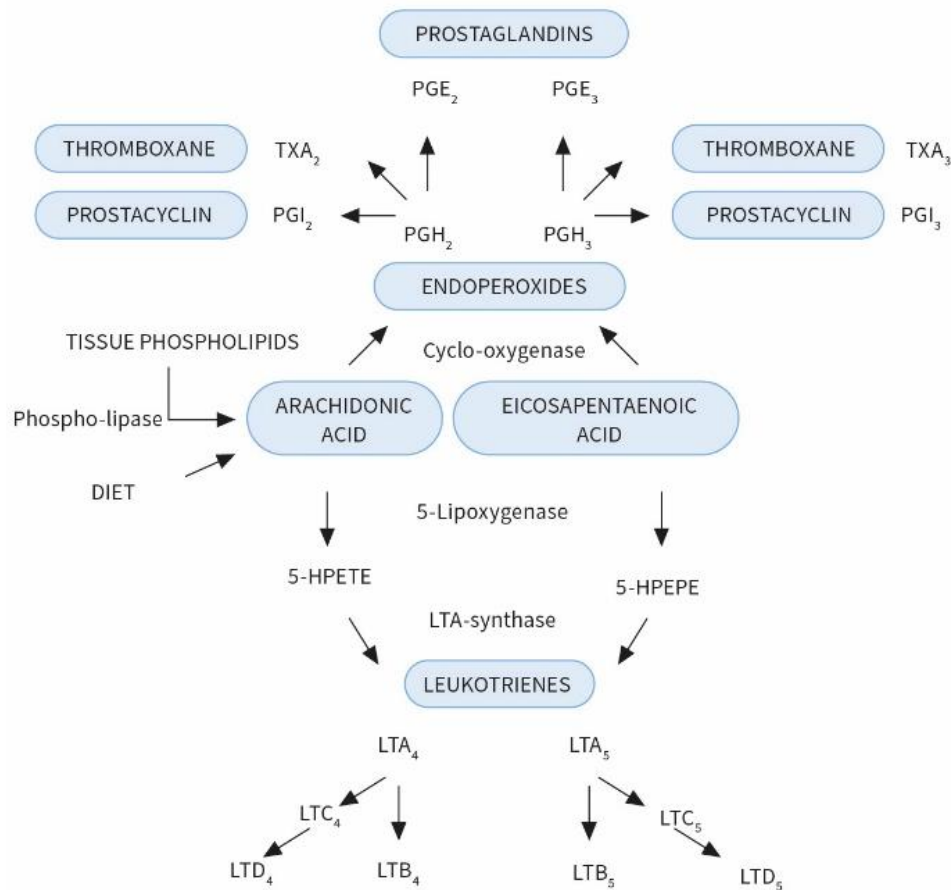 PROSTAGLANDINS
PGE₂ PGE₃
THROMBOXANE TXA₂ THROMBOXANE TXA₃
PROSTACYCLIN PGI₂ PROSTACYCLIN PGI₃
PGH₂ PGH₃
ENDOPEROXIDES
TISSUE PHOSPHOLIPIDS
Cyclo-oxygenase
Phospho-lipase
ARACHIDONIC
ACID
EICOSAPENTAENOIC
ACID
DIET
5-Lipoxygenase
5-HPETE 5-HPEPE
LTA-synthase
LEUKOTRIENES
LTA₄ LTA₅
LTC₄ LTC₅
LTD₄ LTB₄ LTB₅ LTD₅